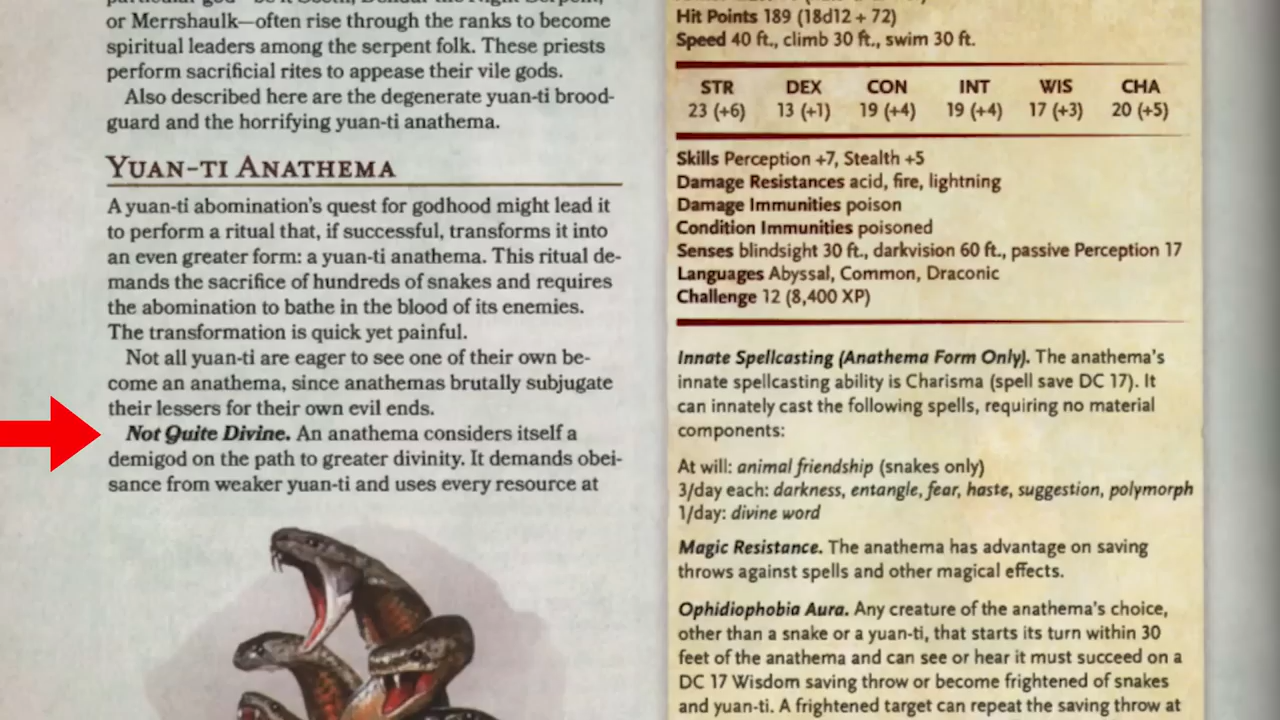 or Merrshaulk—often rise through the ranks to become
spiritual leaders among the serpent folk. These priests
perform sacrificial rites to appease their vile gods.
Also described here are the degenerate yuan-ti brood-
guard and the horrifying yuan-ti anathema.
YUAN-TI ANATHEMA
A yuan-ti abomination's quest for godhood might lead it
to perform a ritual that, if successful, transforms it into
an even greater form: a yuan-ti anathema. This ritual de-
mands the sacrifice of hundreds of snakes and requires
the abomination to bathe in the blood of its enemies.
The transformation is quick yet painful.
Not all yuan-ti are eager to see one of their own be-
come an anathema, since anathemas brutally subjugate
their lessers for their own evil ends.
Not Quite Divine. An anathema considers itself a
demigod on the path to greater divinity. It demands obei-
sance from weaker yuan-ti and uses every resource at
Hit Points 189 (18d12 + 72)
Speed 40 ft., climb 30 ft., swim 30 ft.
STR DEX CON INT WIS CHA
23 (+6) 13 (+1) 19 (+4) 19 (+4) 17 (+3) 20 (+5)
Skills Perception +7, Stealth +5
Damage Resistances acid, fire, lightning
Damage Immunities poison
Condition Immunities poisoned
Senses blindsight 30 ft., darkvision 60 ft., passive Perception 17
Languages Abyssal, Common, Draconic
Challenge 12 (8,400 XP)
Innate Spellcasting (Anathema Form Only). The anathema's
innate spellcasting ability is Charisma (spell save DC 17). It
can innately cast the following spells, requiring no material
components:
At will: animal friendship (snakes only)
3/day each: darkness, entangle, fear, haste, suggestion, polymorph
1/day: divine word
Magic Resistance. The anathema has advantage on saving
throws against spells and other magical effects.
Ophidiophobia Aura. Any creature of the anathema's choice,
other than a snake or a yuan-ti, that starts its turn within 30
feet of the anathema and can see or hear it must succeed on a
DC 17 Wisdom saving throw or become frightened of snakes
and yuan-ti. A frightened target can repeat the saving throw at